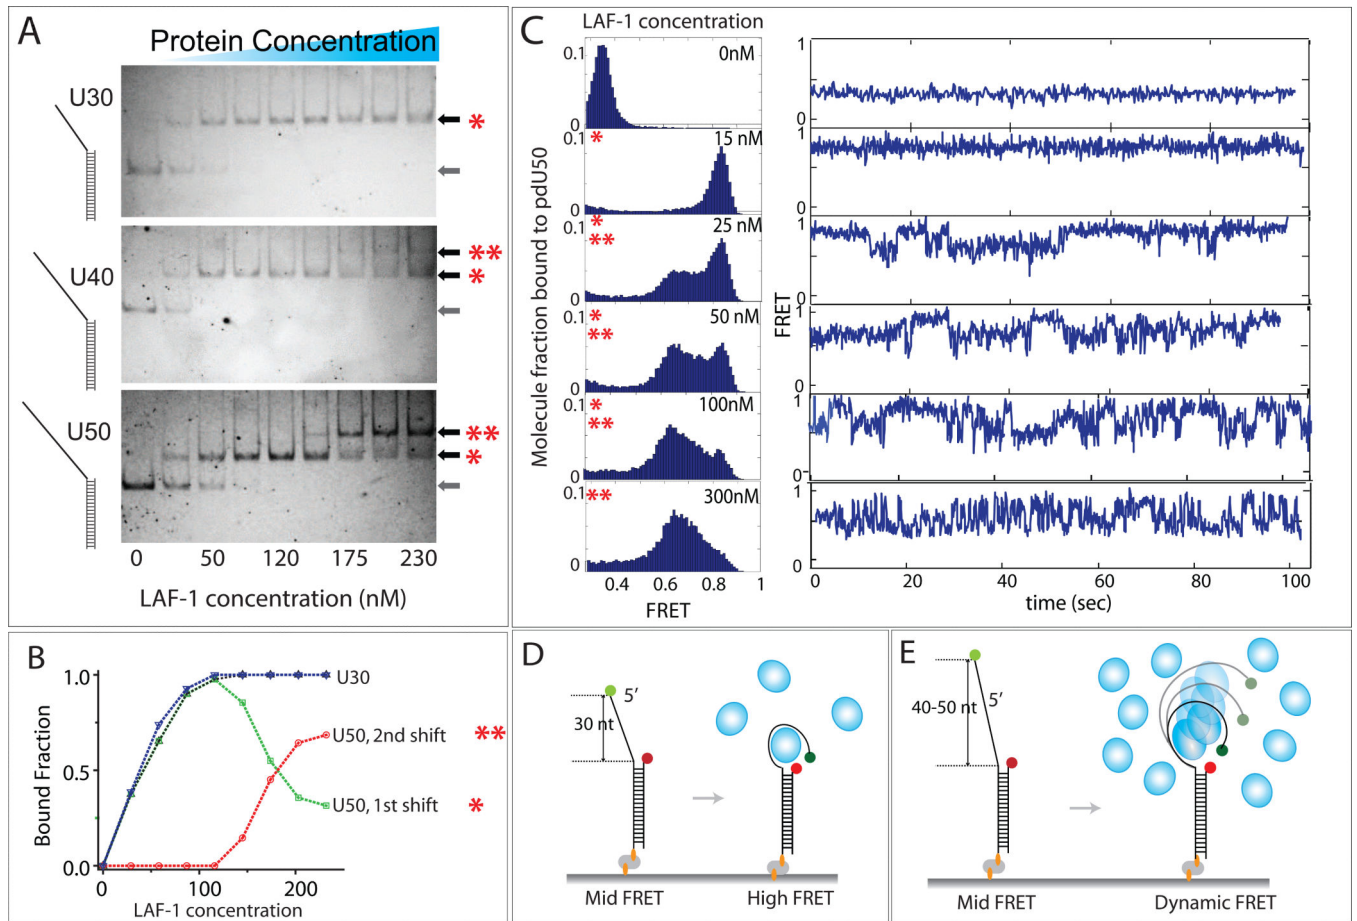 A
Protein Concentration
U30
*
U40
**
*
U50
**
*
0 50 120 175 230
LAF-1 concentration (nM)
B
1.0
0.5
0.0
Bound Fraction
0 100 200
LAF-1 concentration
U30
U50, 2nd shift **
U50, 1st shift *
C
LAF-1 concentration
Molecule fraction bound to pdU50
0.1
0
0nM
0.1
0
*
15 nM
0.1
0
*
**
25 nM
0.1
0
*
**
50 nM
0.1
0
*
**
100nM
0.1
0
**
300nM
0.4 0.6 0.8 1
FRET
FRET
1
0
1
0
1
0
1
0
1
0
1
0
0 20 40 60 80 100
time (sec)
D
5'
30 nt
Mid FRET
High FRET
E
40-50 nt
5'
Mid FRET
Dynamic FRET